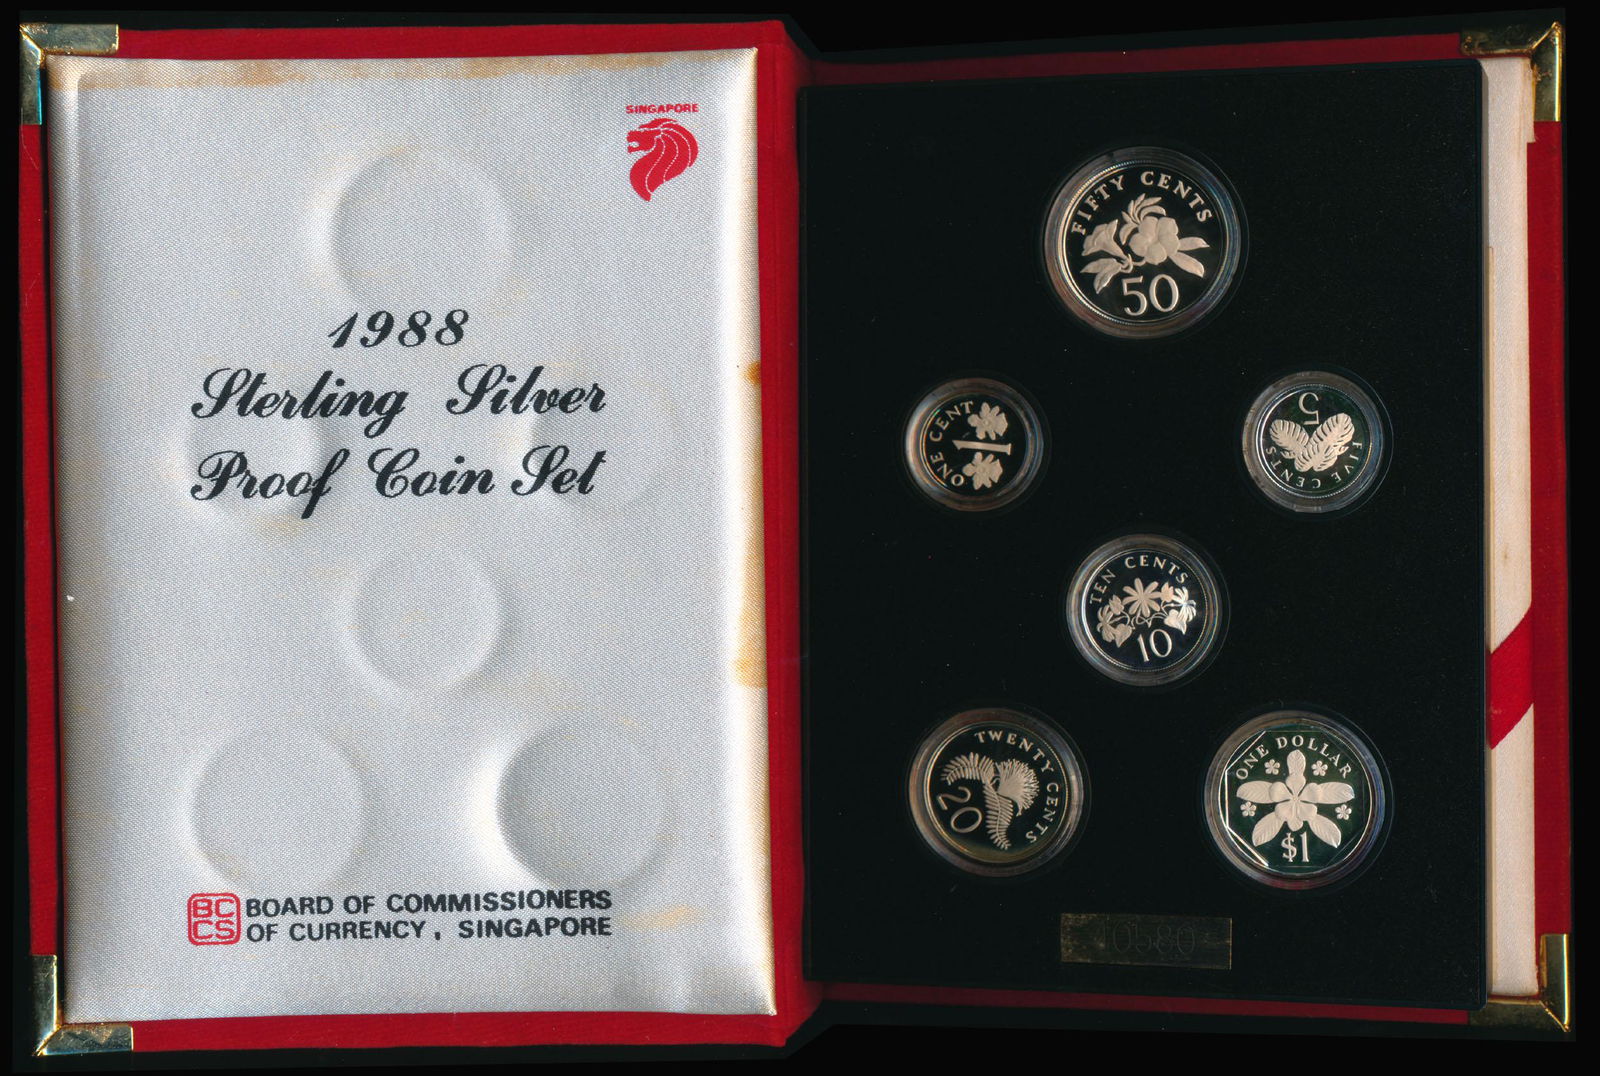 SINGAPORE
1988
Sterling Silver
Proof Coin Set
BC
CS
BOARD OF COMMISSIONERS
OF CURRENCY, SINGAPORE
FIFTY CENTS
50
ONE CENT
1
5
FIVE CENTS
TEN CENTS
10
TWENTY CENTS
20
ONE DOLLAR
$1